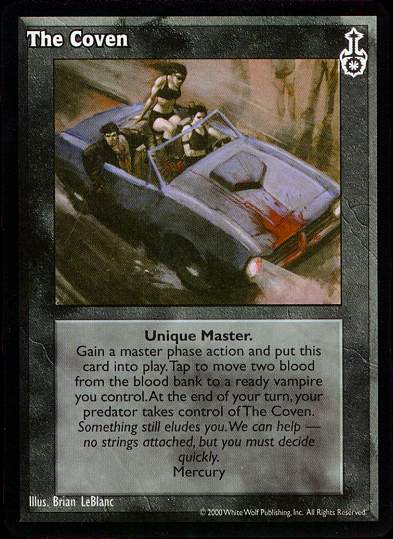 The Coven
Unique Master.
Gain a master phase action and put this
card into play. Tap to move two blood
from the blood bank to a ready vampire
you control. At the end of your turn, your
predator takes control of The Coven.
Something still eludes you. We can help —
no strings attached, but you must decide
quickly.
Mercury
Illus. Brian LeBlanc
© 2000 White Wolf Publishing, Inc. All Rights Reserved.